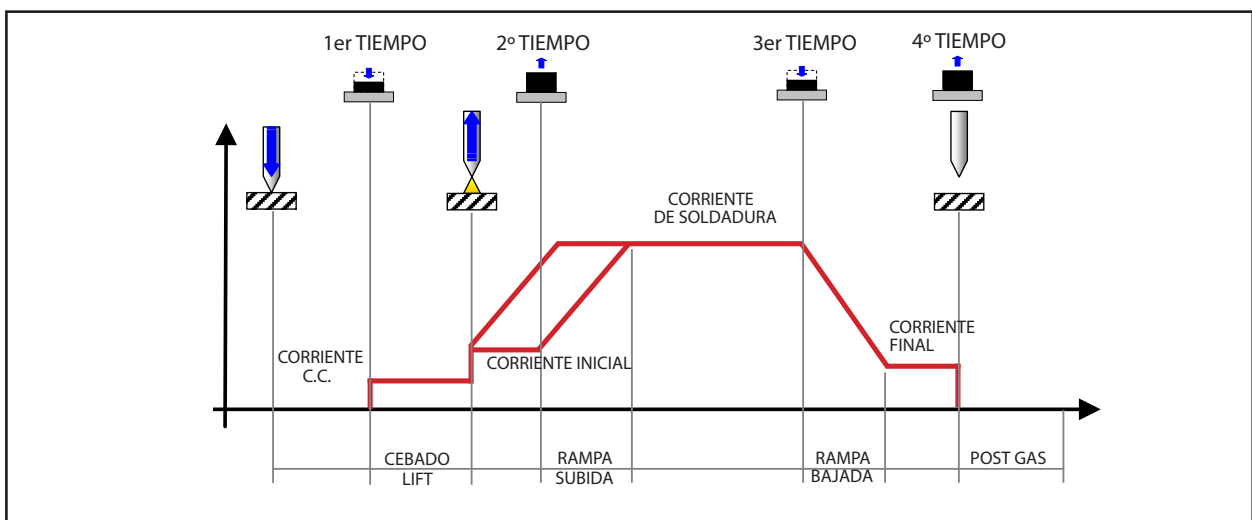 1er TIEMPO
2º TIEMPO
3er TIEMPO
4º TIEMPO
CORRIENTE
DE SOLDADURA
CORRIENTE
C.C.
CORRIENTE INICIAL
CORRIENTE
FINAL
CEBADO
LIFT
RAMPA
SUBIDA
RAMPA
BAJADA
POST GAS